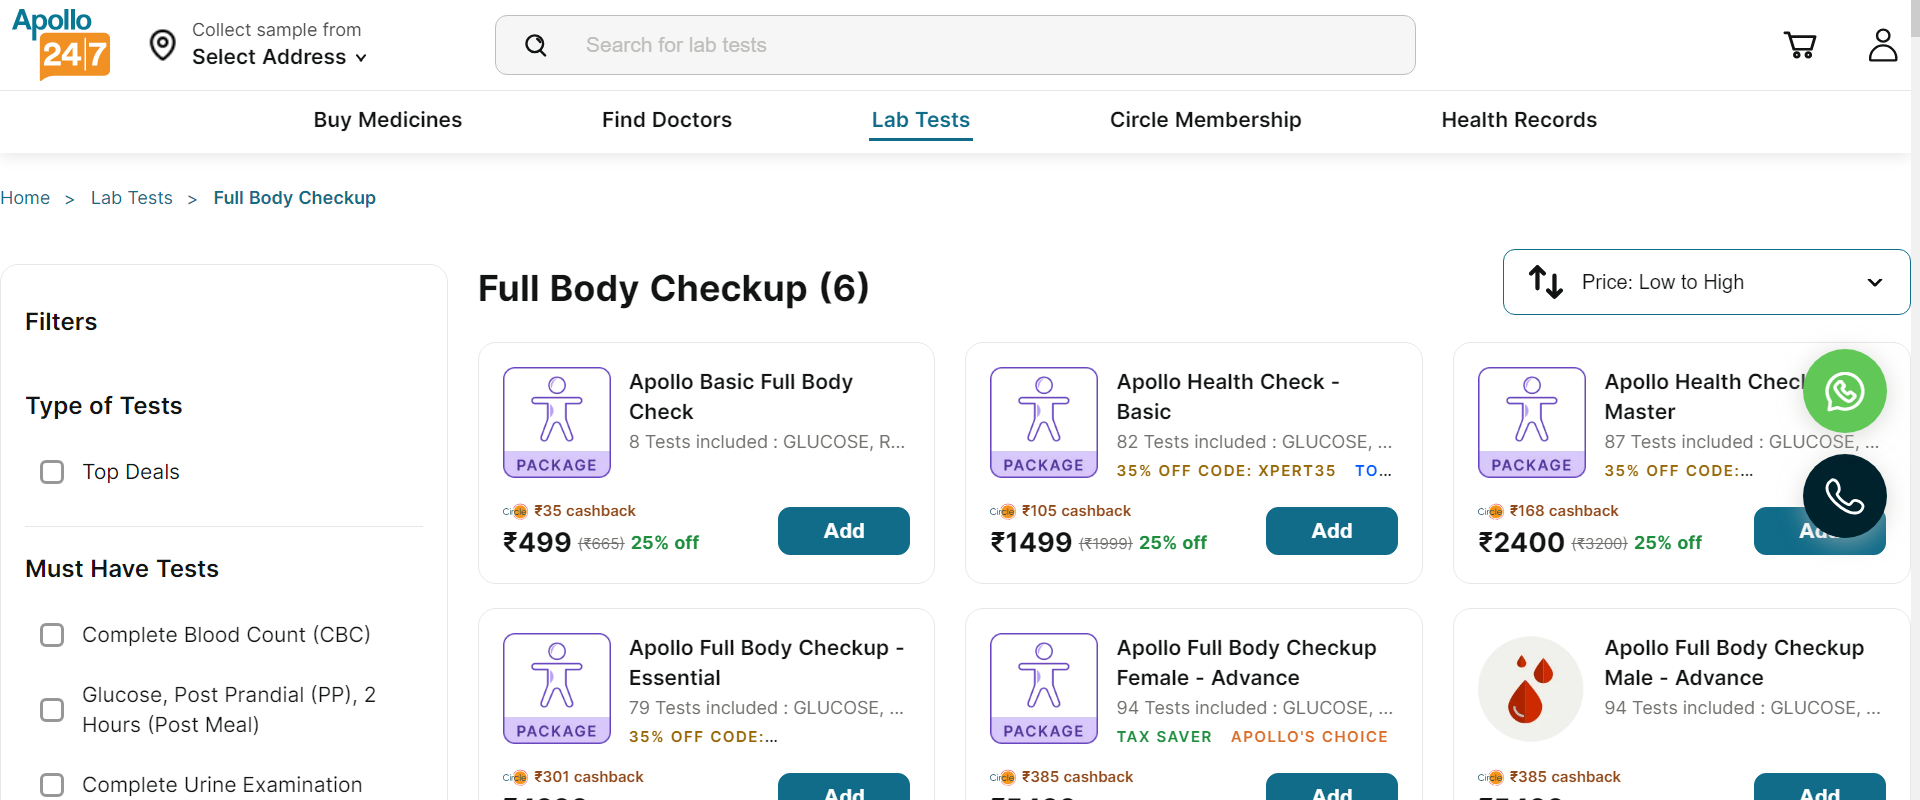 Apollo
24|7
Collect sample from
Select Address
Search for lab tests
Buy Medicines
Find Doctors
Lab Tests
Circle Membership
Health Records
Home > Lab Tests > Full Body Checkup
Filters
Type of Tests
Top Deals
Must Have Tests
Complete Blood Count (CBC)
Glucose, Post Prandial (PP), 2
Hours (Post Meal)
Complete Urine Examination
Full Body Checkup (6)
Price: Low to High
PACKAGE
Apollo Basic Full Body
Check
8 Tests included : GLUCOSE, R...
Circle ₹35 cashback
₹499 (₹665) 25% off
Add
PACKAGE
Apollo Health Check -
Basic
82 Tests included : GLUCOSE, ...
35% OFF CODE: XPERT35 TO...
Circle ₹105 cashback
₹1499 (₹1999) 25% off
Add
PACKAGE
Apollo Health Chec
Master
87 Tests included : GLUCOSE, ...
35% OFF CODE:...
Circle ₹168 cashback
₹2400 (₹3200) 25% off
PACKAGE
Apollo Full Body Checkup -
Essential
79 Tests included : GLUCOSE, ...
35% OFF CODE:...
Circle ₹301 cashback
Add
PACKAGE
Apollo Full Body Checkup
Female - Advance
94 Tests included : GLUCOSE, ...
TAX SAVER APOLLO'S CHOICE
Circle ₹385 cashback
Add
Apollo Full Body Checkup
Male - Advance
94 Tests included : GLUCOSE, ...
Circle ₹385 cashback
Add